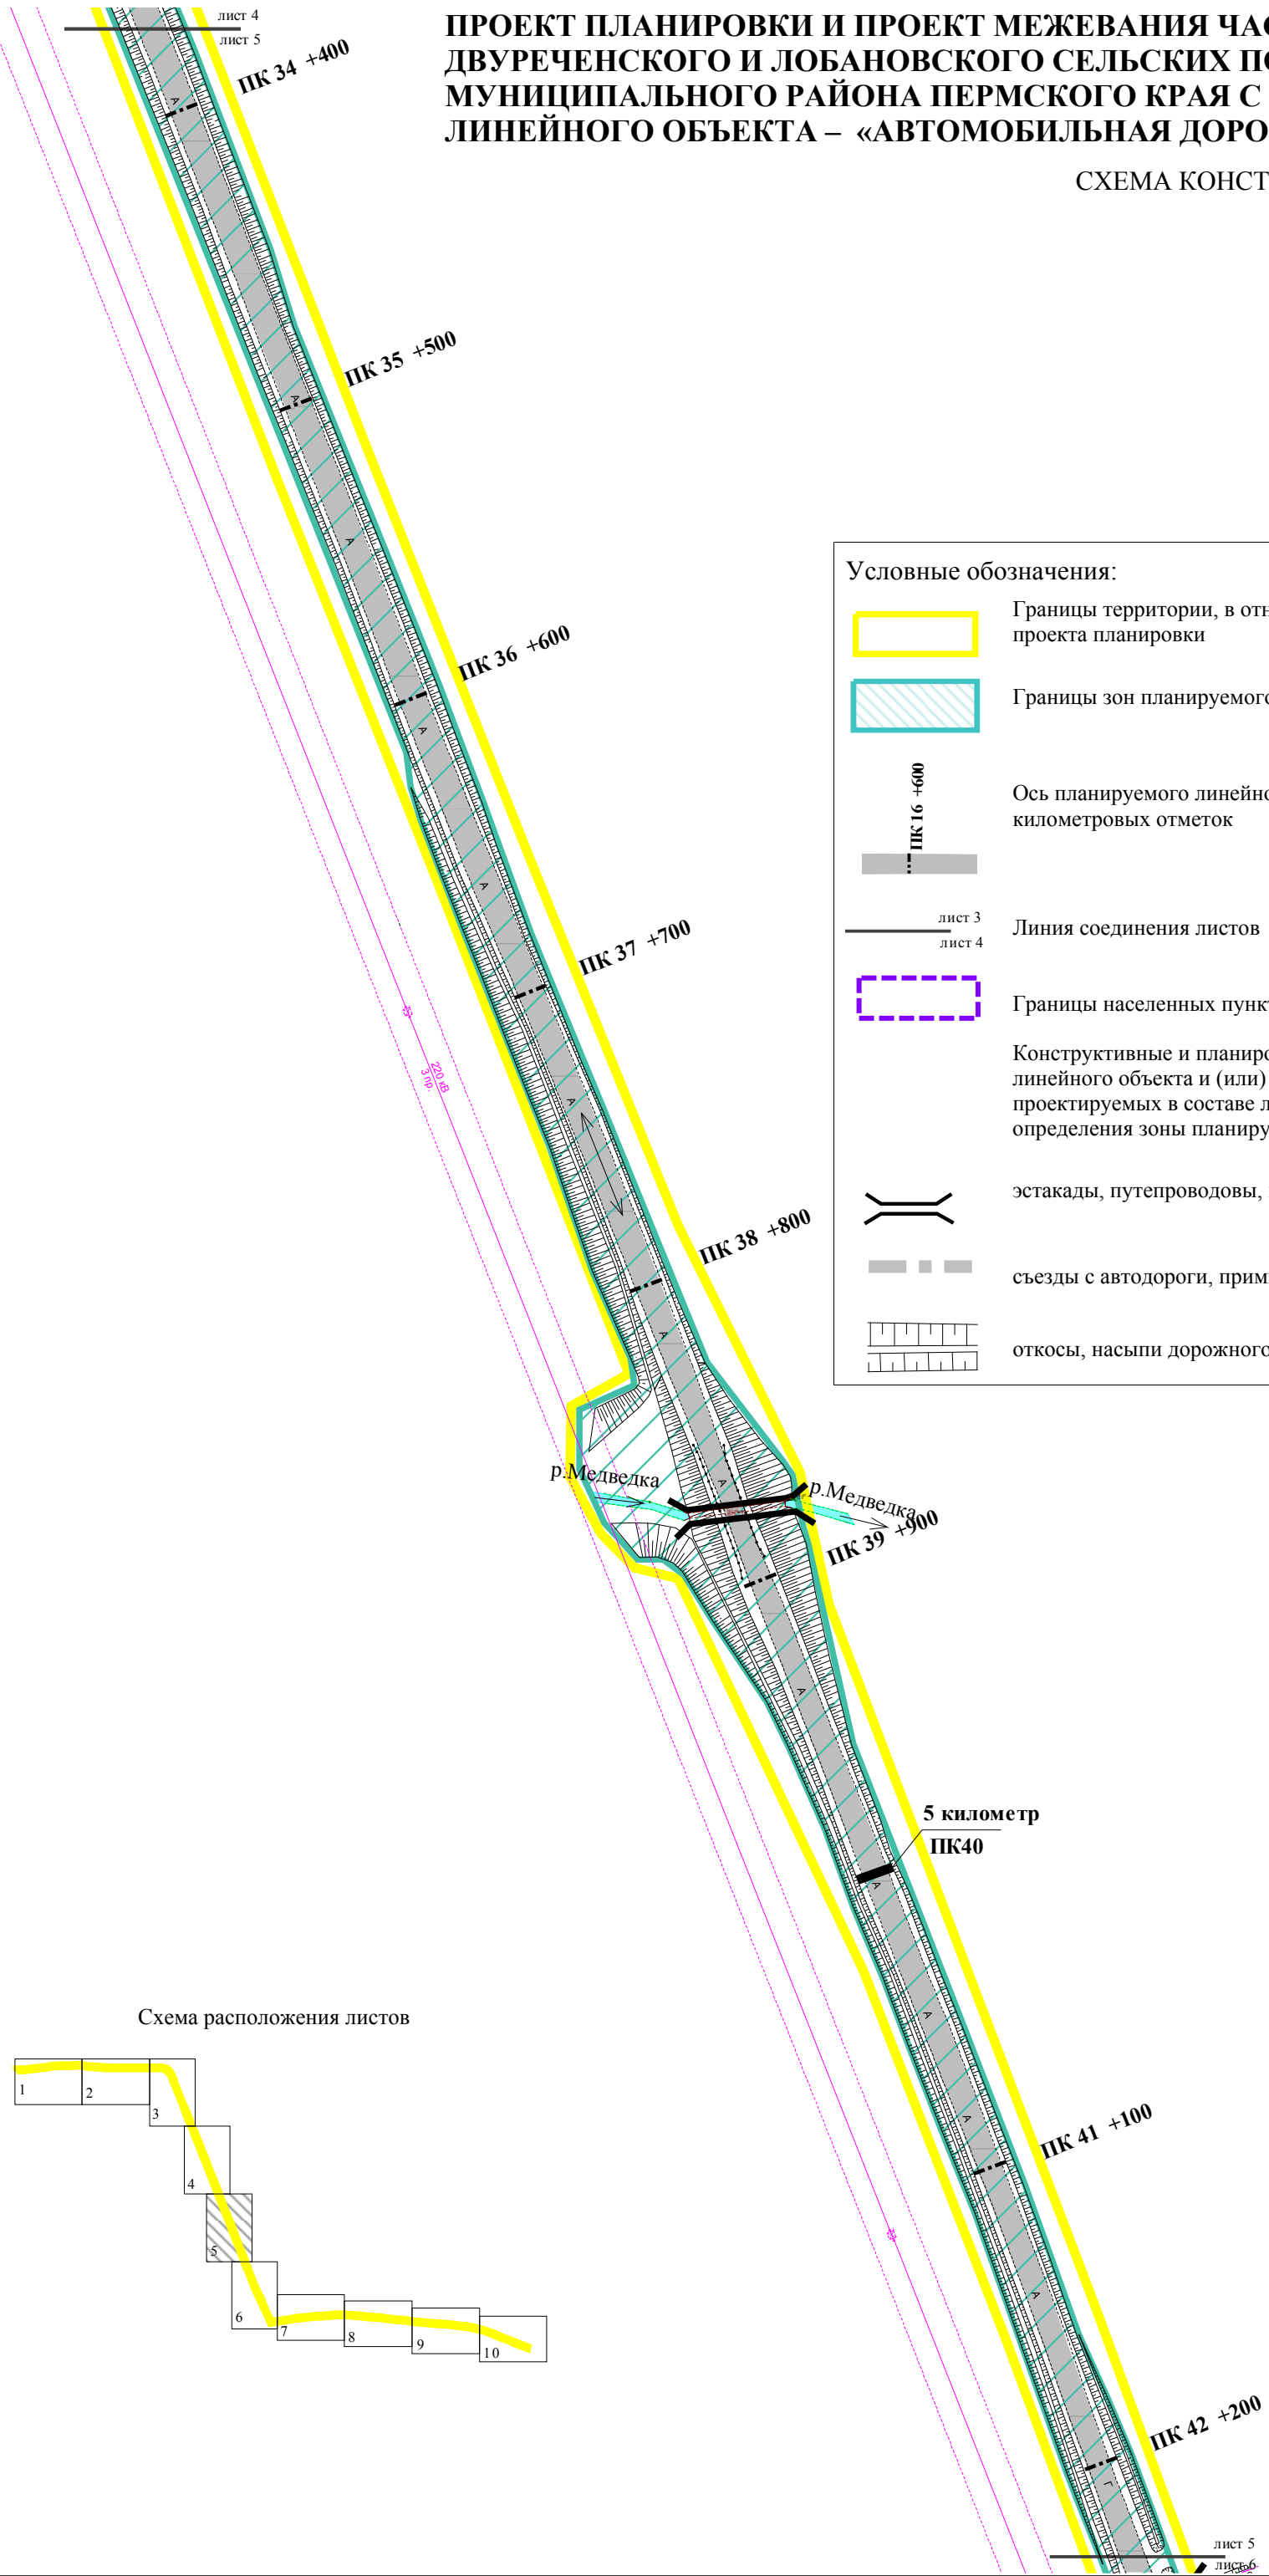 лист 4
лист 5
ПРОЕКТ ПЛАНИРОВКИ И ПРОЕКТ МЕЖЕВАНИЯ ЧАС
ДВУРЕЧЕНСКОГО И ЛОБАНОВСКОГО СЕЛЬСКИХ ПО
МУНИЦИПАЛЬНОГО РАЙОНА ПЕРМСКОГО КРАЯ С
ЛИНЕЙНОГО ОБЪЕКТА – «АВТОМОБИЛЬНАЯ ДОРО
СХЕМА КОНСТ
ПК 34 +400
А
ПК 35 +500
А
А
ПК 36 +600
А
А
ПК 37 +700
220 кВ
3 пр.
А
ПК 38 +800
А
Условные обозначения:
Границы территории, в отн
проекта планировки
Границы зон планируемого
ПК 16 +600
Ось планируемого линейно
километровых отметок
лист 3
лист 4
Линия соединения листов
Границы населенных пункт
Конструктивные и планиро
линейного объекта и (или)
проектируемых в составе л
определения зоны планиру
эстакады, путепроводовы,
съезды с автодороги, прим
откосы, насыпи дорожного
р.Медведка
А
р.Медведка
ПК 39 +900
А
5 километр
ПК40
А
А
Схема расположения листов
1
2
3
4
5
6
7
8
9
10
А
ПК 41 +100
А
ПК 42 +200
Г
лист 5
лист 6